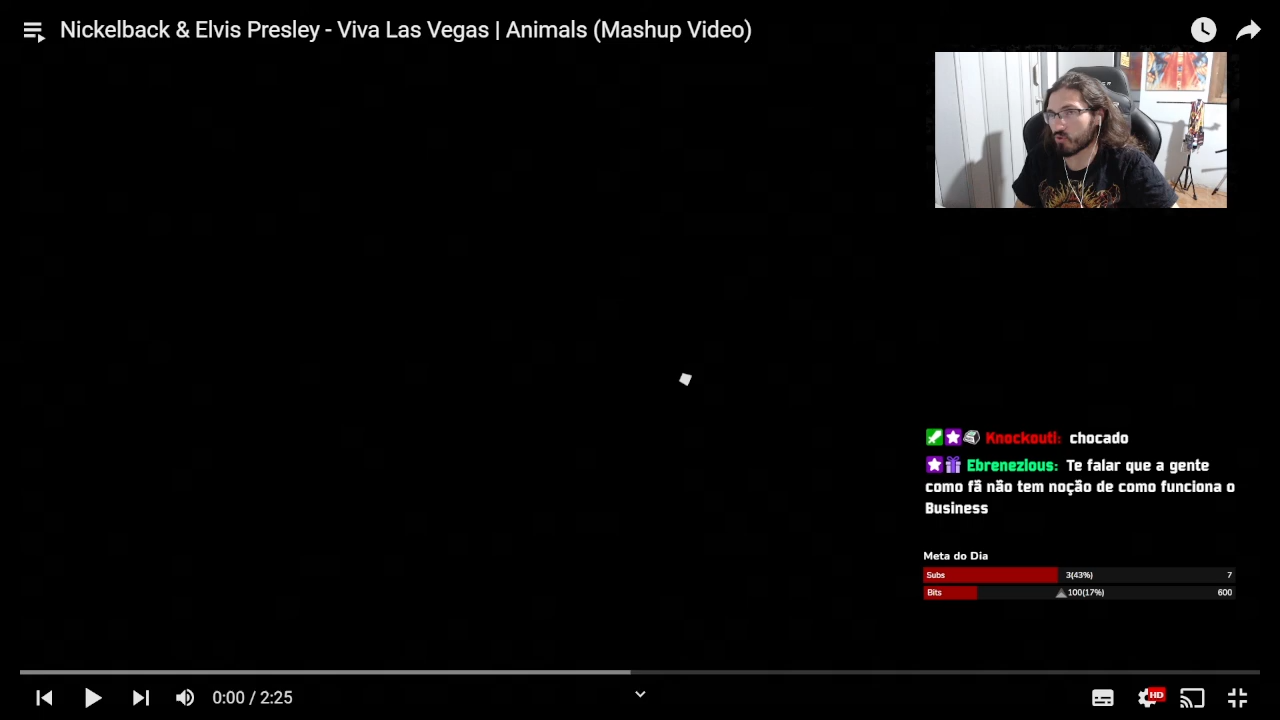 Nickelback & Elvis Presley - Viva Las Vegas | Animals (Mashup Video)
Knockouti: chocado
Ebrenezious: Te falar que a gente
como fã não tem noção de como funciona o
Business
Meta do Dia
Subs 3(43%) 7
Bits 100(17%) 600
0:00 / 2:25
HD